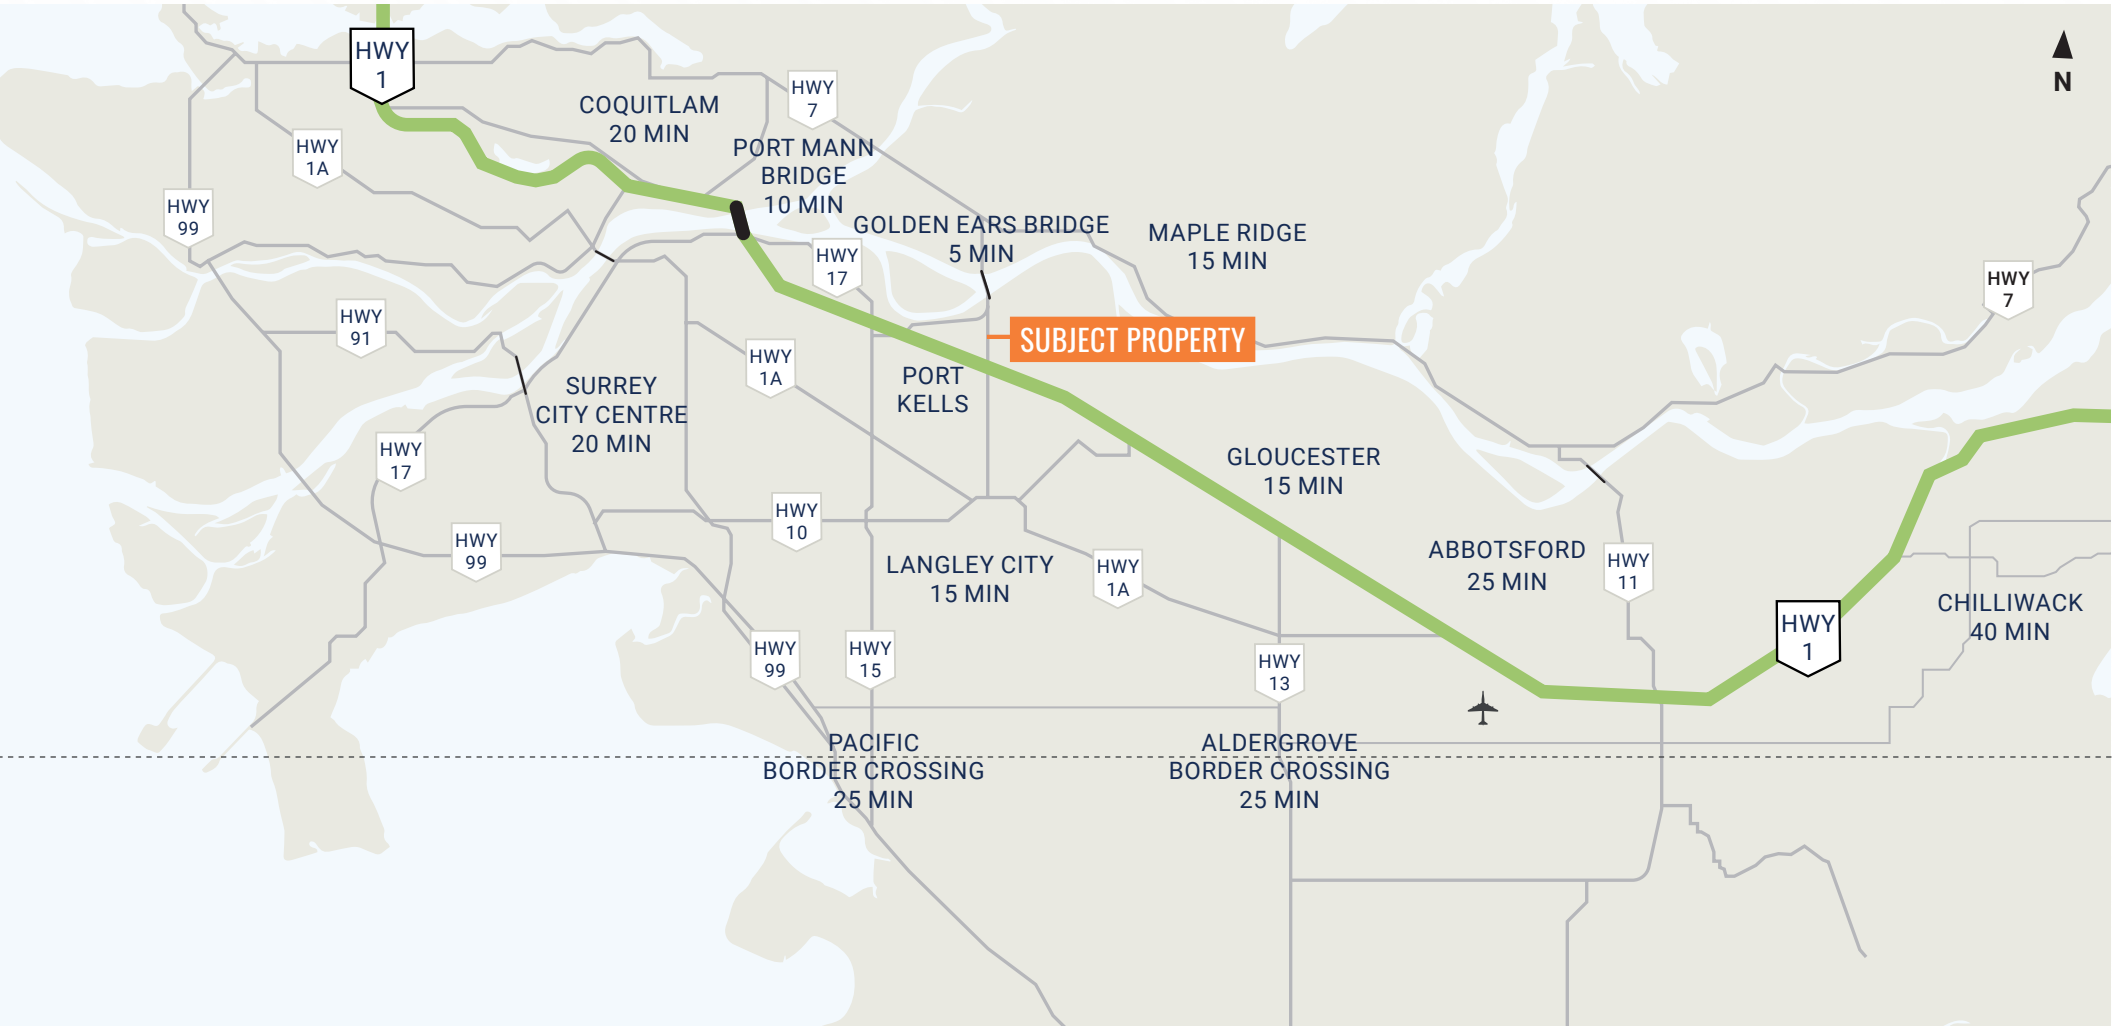 HWY
1
N
HWY
7
COQUITLAM
20 MIN
HWY
1A
PORT MANN
BRIDGE
10 MIN
HWY
99
GOLDEN EARS BRIDGE
5 MIN
MAPLE RIDGE
15 MIN
HWY
17
HWY
7
HWY
91
SUBJECT PROPERTY
HWY
1A
PORT
KELLS
SURREY
CITY CENTRE
20 MIN
HWY
17
GLOUCESTER
15 MIN
HWY
10
HWY
99
LANGLEY CITY
15 MIN
HWY
1A
ABBOTSFORD
25 MIN
HWY
11
CHILLIWACK
40 MIN
HWY
1
HWY
99
HWY
15
HWY
13
PACIFIC
BORDER CROSSING
25 MIN
ALDERGROVE
BORDER CROSSING
25 MIN